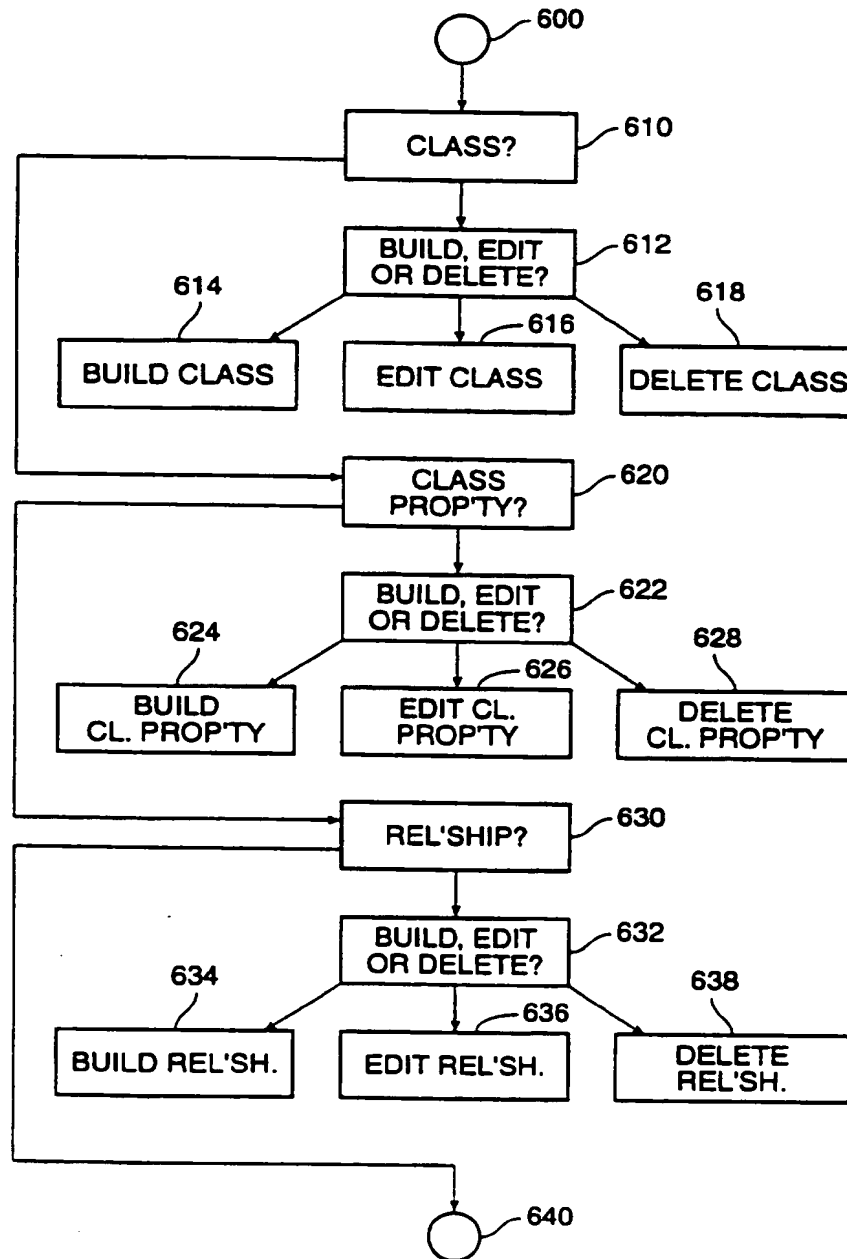 600
CLASS?
610
BUILD, EDIT
OR DELETE?
612
614
616
618
BUILD CLASS
EDIT CLASS
DELETE CLASS
CLASS
PROP'TY?
620
BUILD, EDIT
OR DELETE?
622
624
626
628
BUILD
CL. PROP'TY
EDIT CL.
PROP'TY
DELETE
CL. PROP'TY
REL'SHIP?
630
BUILD, EDIT
OR DELETE?
632
634
636
638
BUILD REL'SH.
EDIT REL'SH.
DELETE
REL'SH.
640